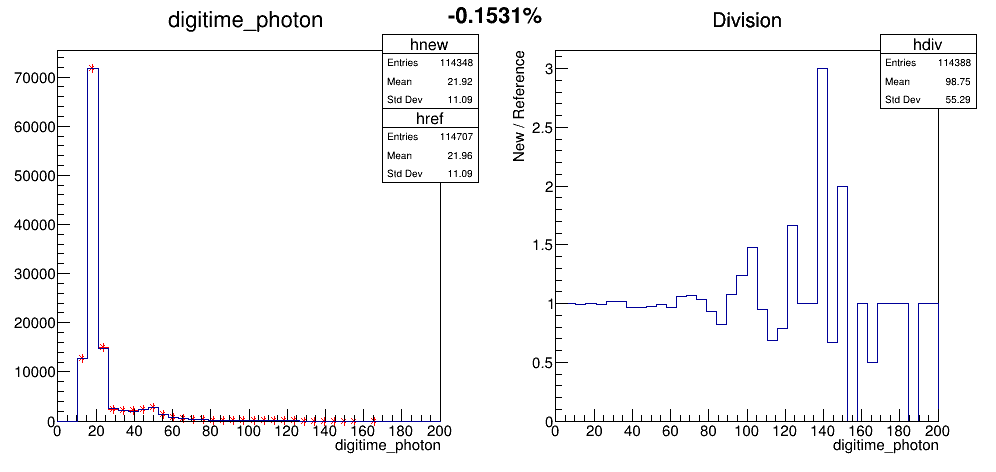 digitime_photon
-0.1531%
Division
hnew
Entries 114348
Mean 21.92
Std Dev 11.09
href
Entries 114707
Mean 21.96
Std Dev 11.09
70000
60000
50000
40000
30000
20000
10000
0
0 20 40 60 80 100 120 140 160 180 200
digitime_photon
hdiv
Entries 114388
Mean 98.75
Std Dev 55.29
New / Reference
3
2.5
2
1.5
1
0.5
0
0 20 40 60 80 100 120 140 160 180 200
digitime_photon